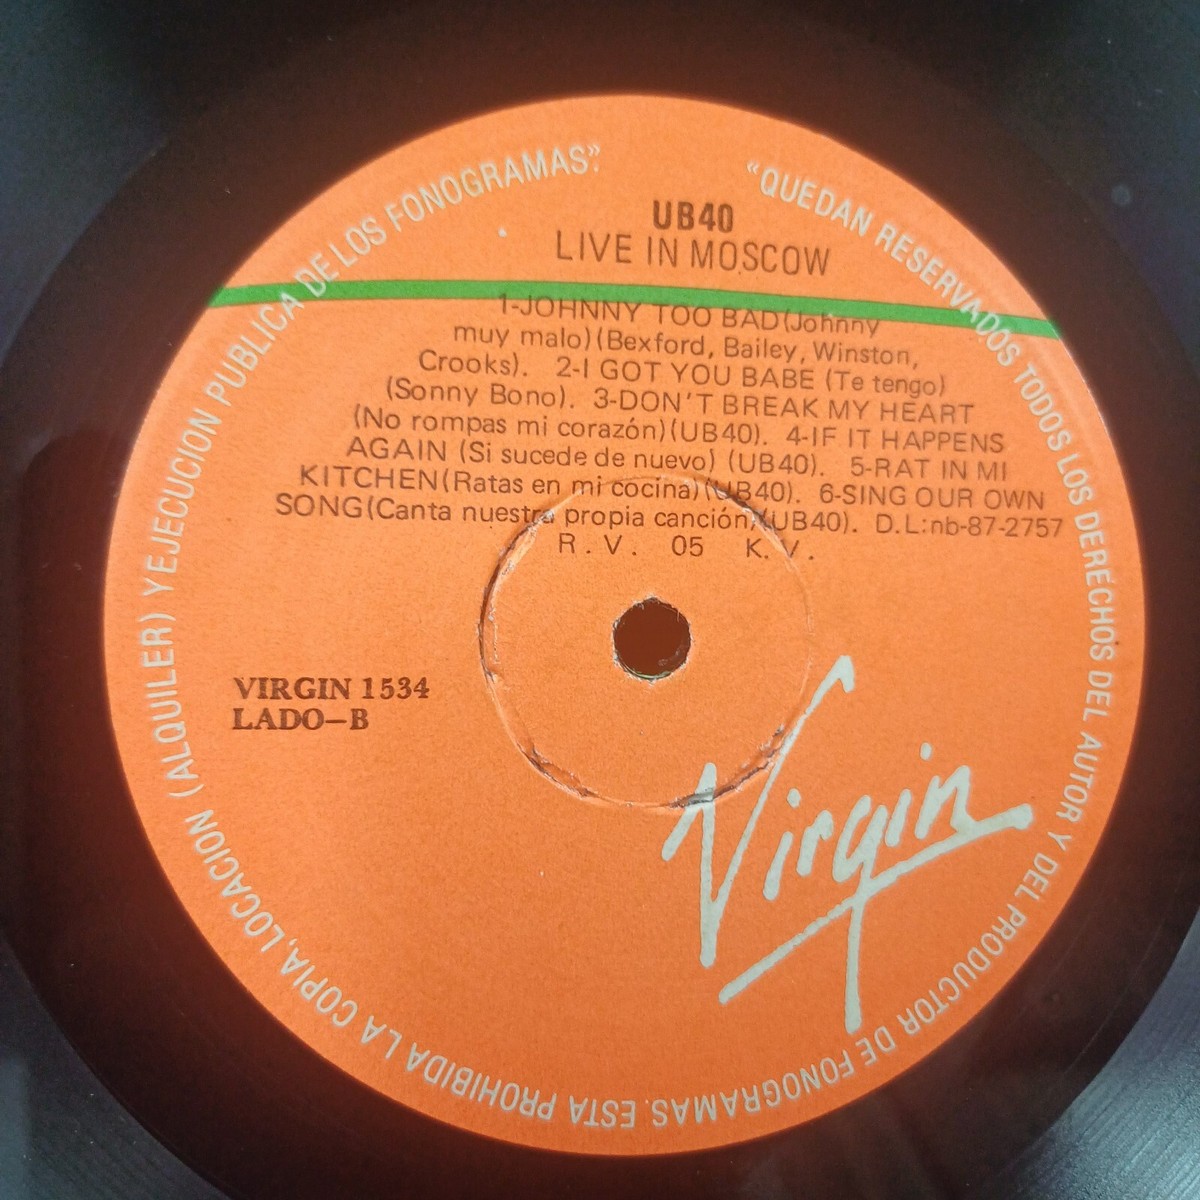 UB40
LIVE IN MOSCOW
1-JOHNNY TOO BAD(Johnny
muy malo)(Bexford, Bailey, Winston,
Crooks). 2-I GOT YOU BABE (Te tengo)
(Sonny Bono). 3-DON'T BREAK MY HEART
(No rompas mi corazón)(UB40). 4-IF IT HAPPENS
AGAIN (Si sucede de nuevo) (UB40). 5-RAT IN MI
KITCHEN(Ratas en mi cocina)(UB40). 6-SING OUR OWN
SONG(Canta nuestra propia canción)(UB40). D.L:nb-87-2757
R. V. 05 K. V.
VIRGIN 1534
LADO-B
Virgin
"QUEDAN RESERVADOS TODOS LOS DERECHOS DEL AUTOR Y DEL PRODUCTOR DE FONOGRAMAS. ESTA PROHIBIDA LA COPIA, LOCACION (ALQUILER) Y EJECUCION PUBLICA DE LOS FONOGRAMAS".